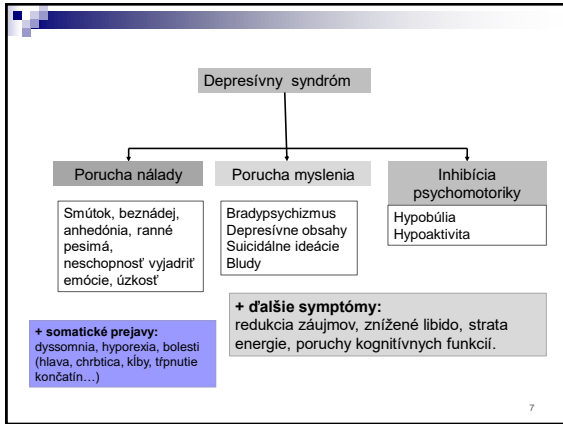 Depresívny syndróm
Porucha nálady
Smútok, beznádej,
anhedónia, ranné
pesimá,
neschopnosť vyjadriť
emócie, úzkosť
Porucha myslenia
Bradypsychizmus
Depresívne obsahy
Suicidálne ideácie
Bludy
Inhibícia
psychomotoriky
Hypobúlia
Hypoaktivita
+ somatické prejavy:
dyssomnia, hyporexia, bolesti
(hlava, chrbtica, kĺby, tŕpnutie
končatín…)
+ ďalšie symptómy:
redukcia záujmov, znížené libido, strata
energie, poruchy kognitívnych funkcií.
7